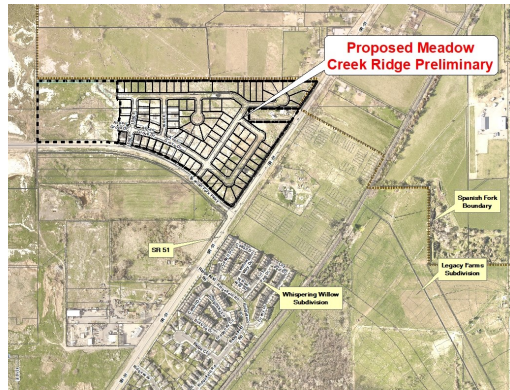 Proposed Meadow
Creek Ridge Preliminary
Spanish Fork
Boundary
SR 51
Legacy Farms
Subdivision
Whispering Willow
Subdivision